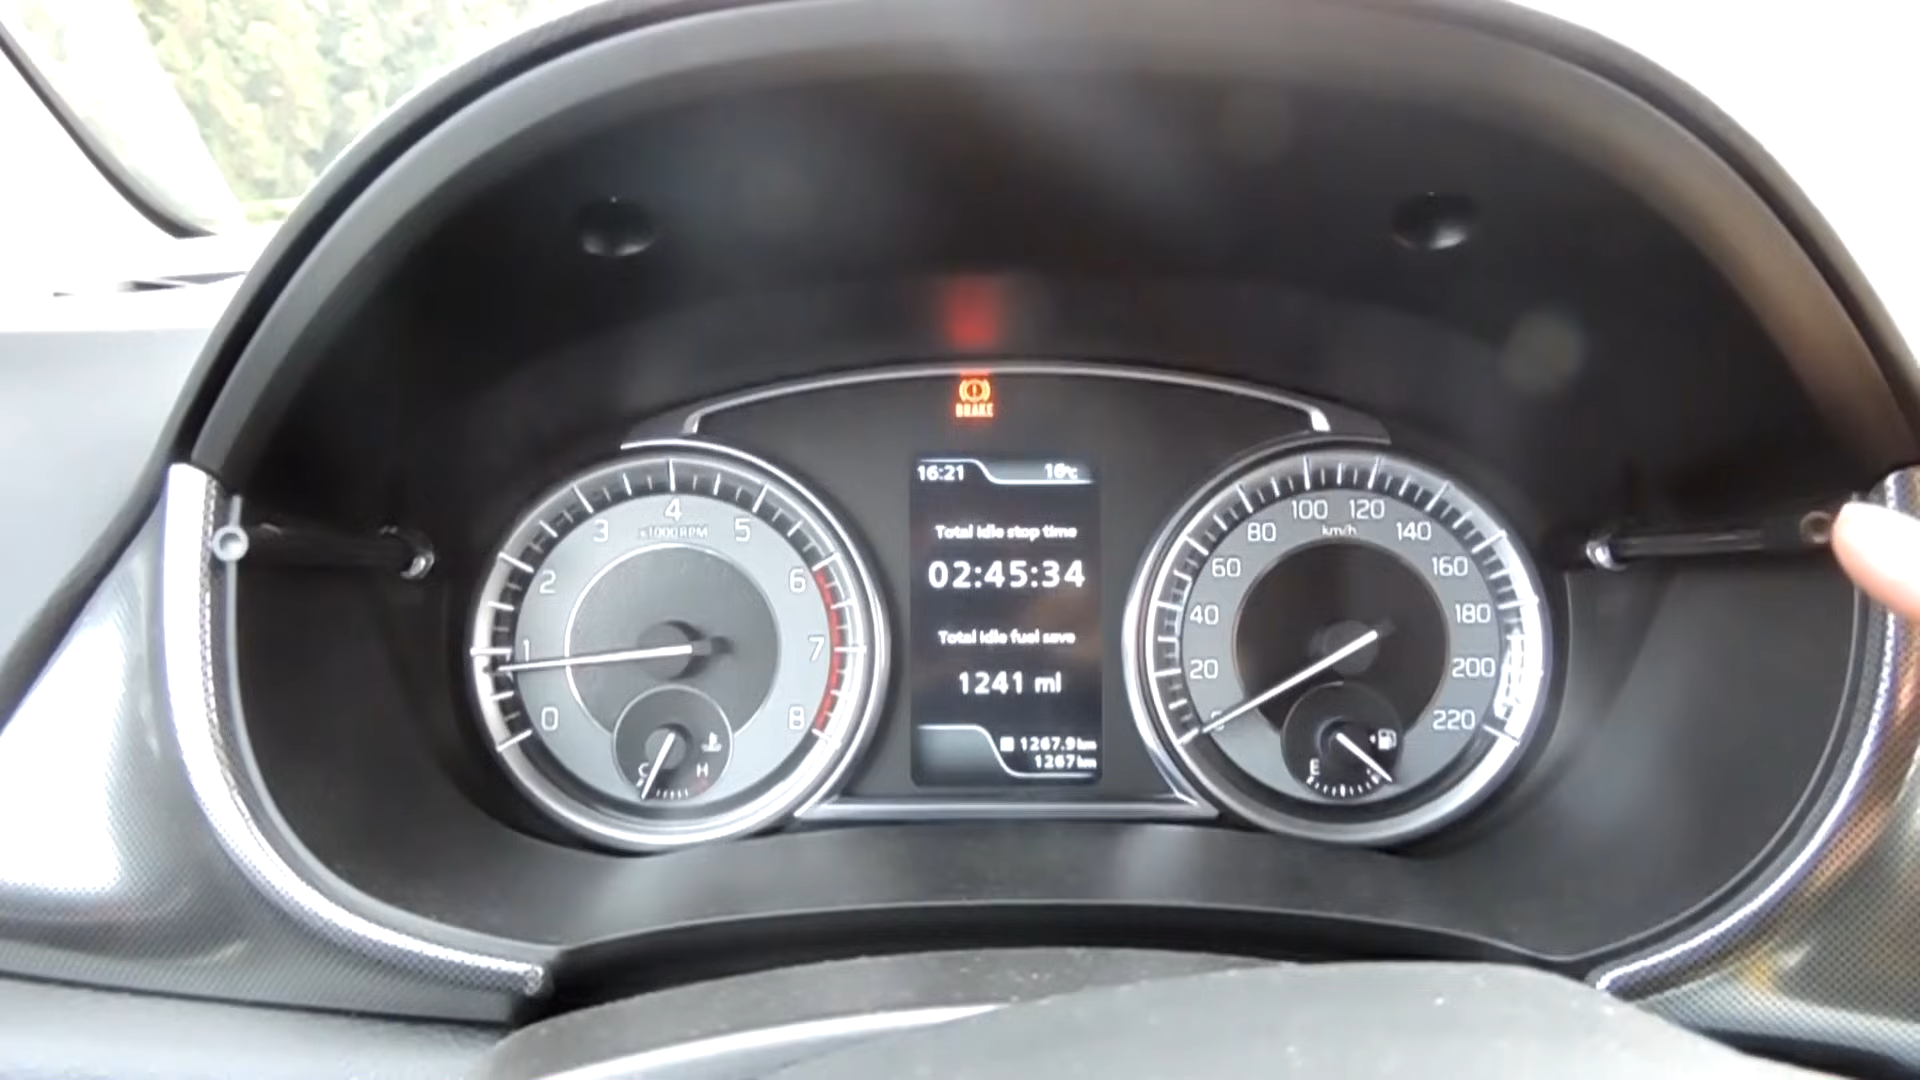 BRAKE
16:21 16°C
Total idle stop time
02:45:34
Total idle fuel save
1241 ml
1267.9 km
1267 km
0 1 2 3 4 5 6 7 8
x1000RPM
C H
0 20 40 60 80 100 120 140 160 180 200 220
km/h
E